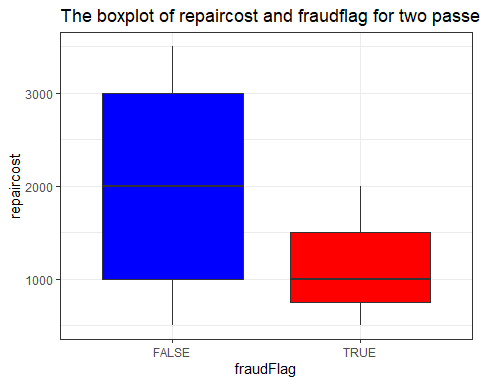 The boxplot of repaircost and fraudflag for two passe
repaircost
3000
2000
1000
FALSE
TRUE
fraudFlag